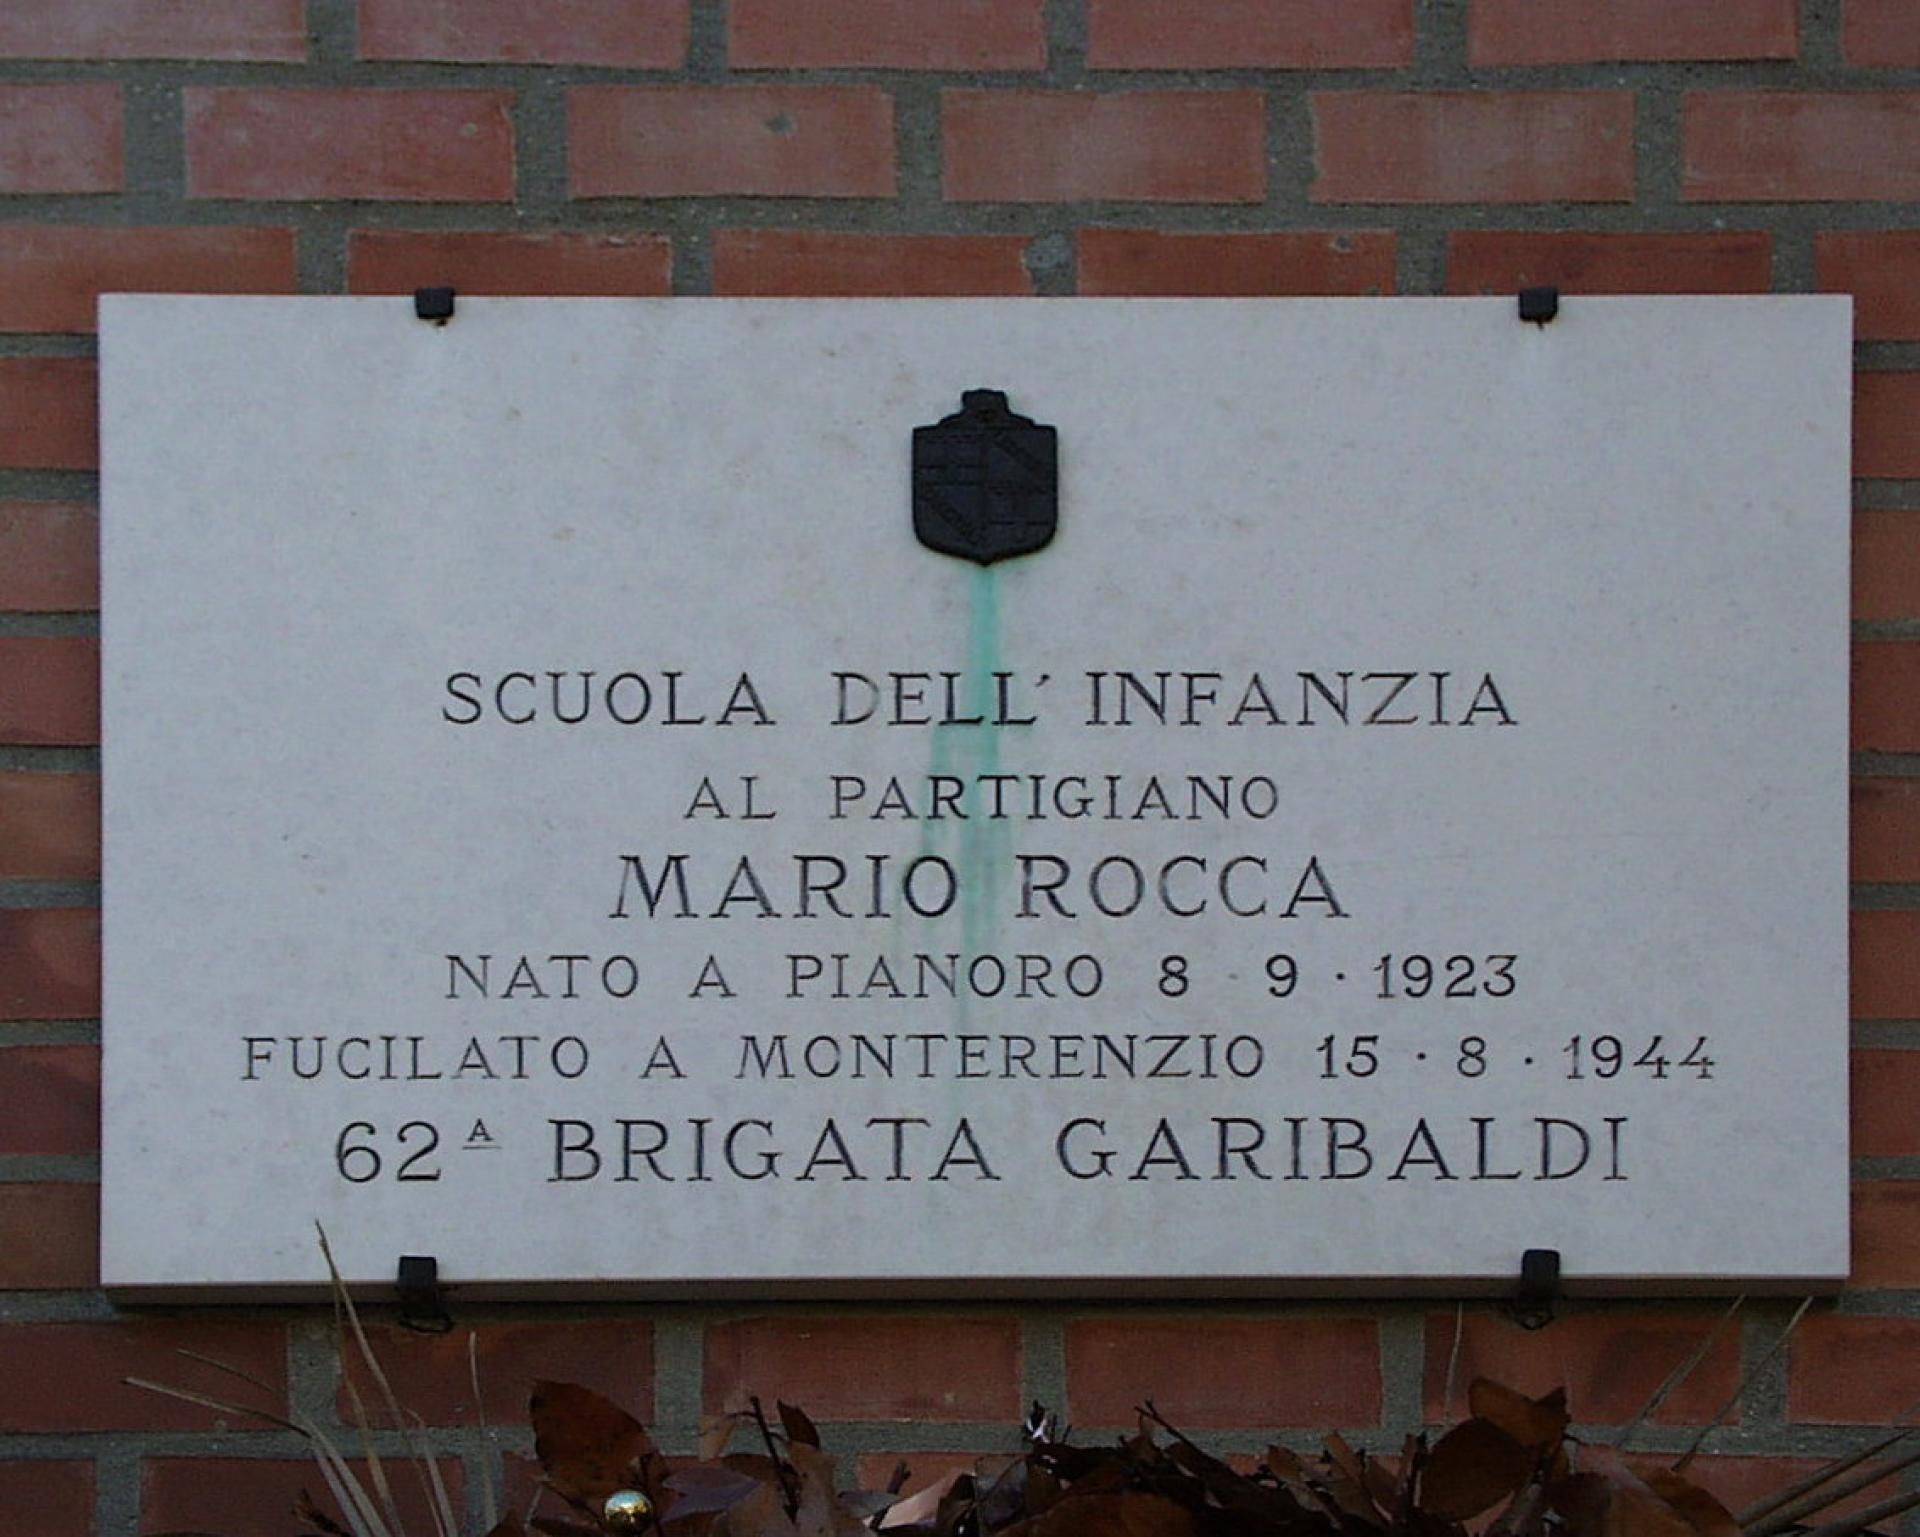 SCUOLA DELL' INFANZIA
AL PARTIGIANO
MARIO ROCCA
NATO A PIANORO 8 · 9 · 1923
FUCILATO A MONTERENZIO 15 · 8 · 1944
62ᴬ BRIGATA GARIBALDI